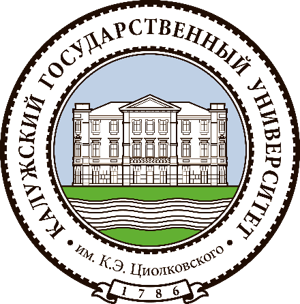 КАЛУЖСКИЙ ГОСУДАРСТВЕННЫЙ УНИВЕРСИТЕТ
им. К.Э. Циолковского
1786